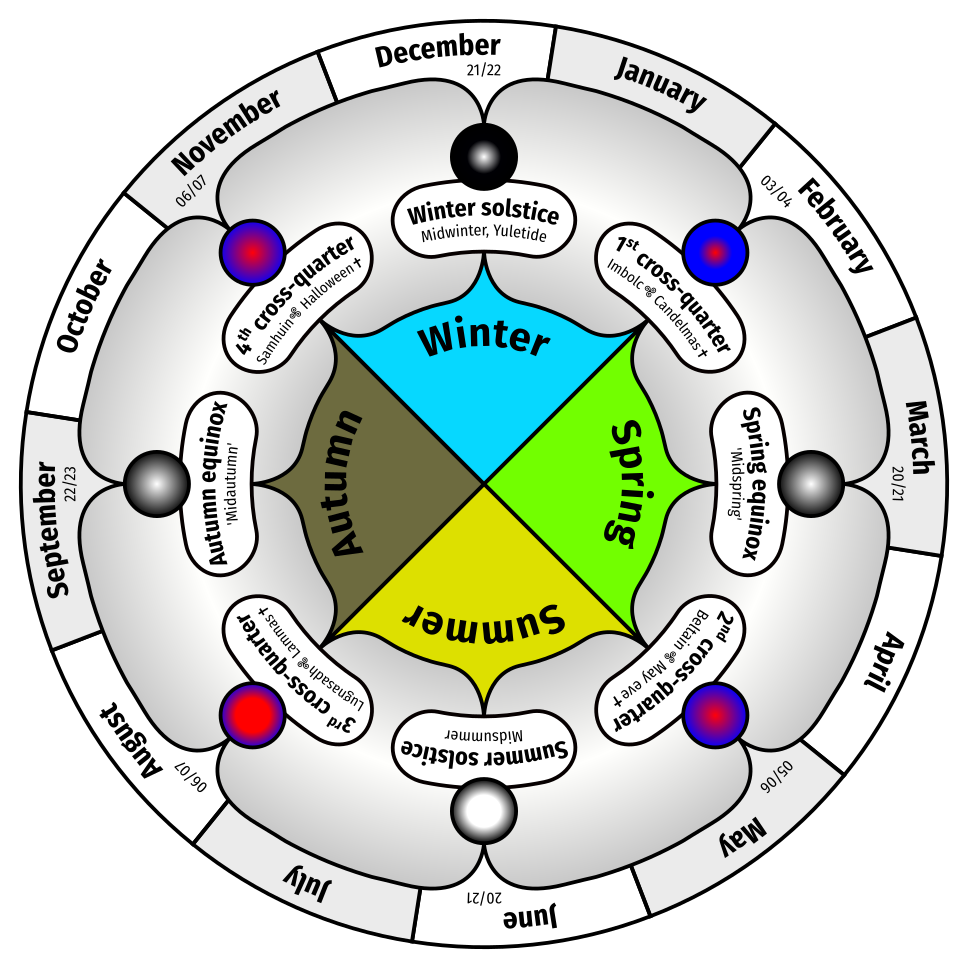 December
21/22
January
February
03/04
March
20/21
April
May
05/06
June
20/21
July
August
06/07
September
22/23
October
November
06/07
Winter solstice
Midwinter, Yuletide
1st cross-quarter
Imbolc Candelmas†
Spring equinox
'Midspring'
2nd cross-quarter
Beltain May eve†
Summer solstice
Midsummer
3rd cross-quarter
Lugnasadh Lammas†
Autumn equinox
'Midautumn'
4th cross-quarter
Samhuin Halloween†
Winter
Spring
Summer
Autumn